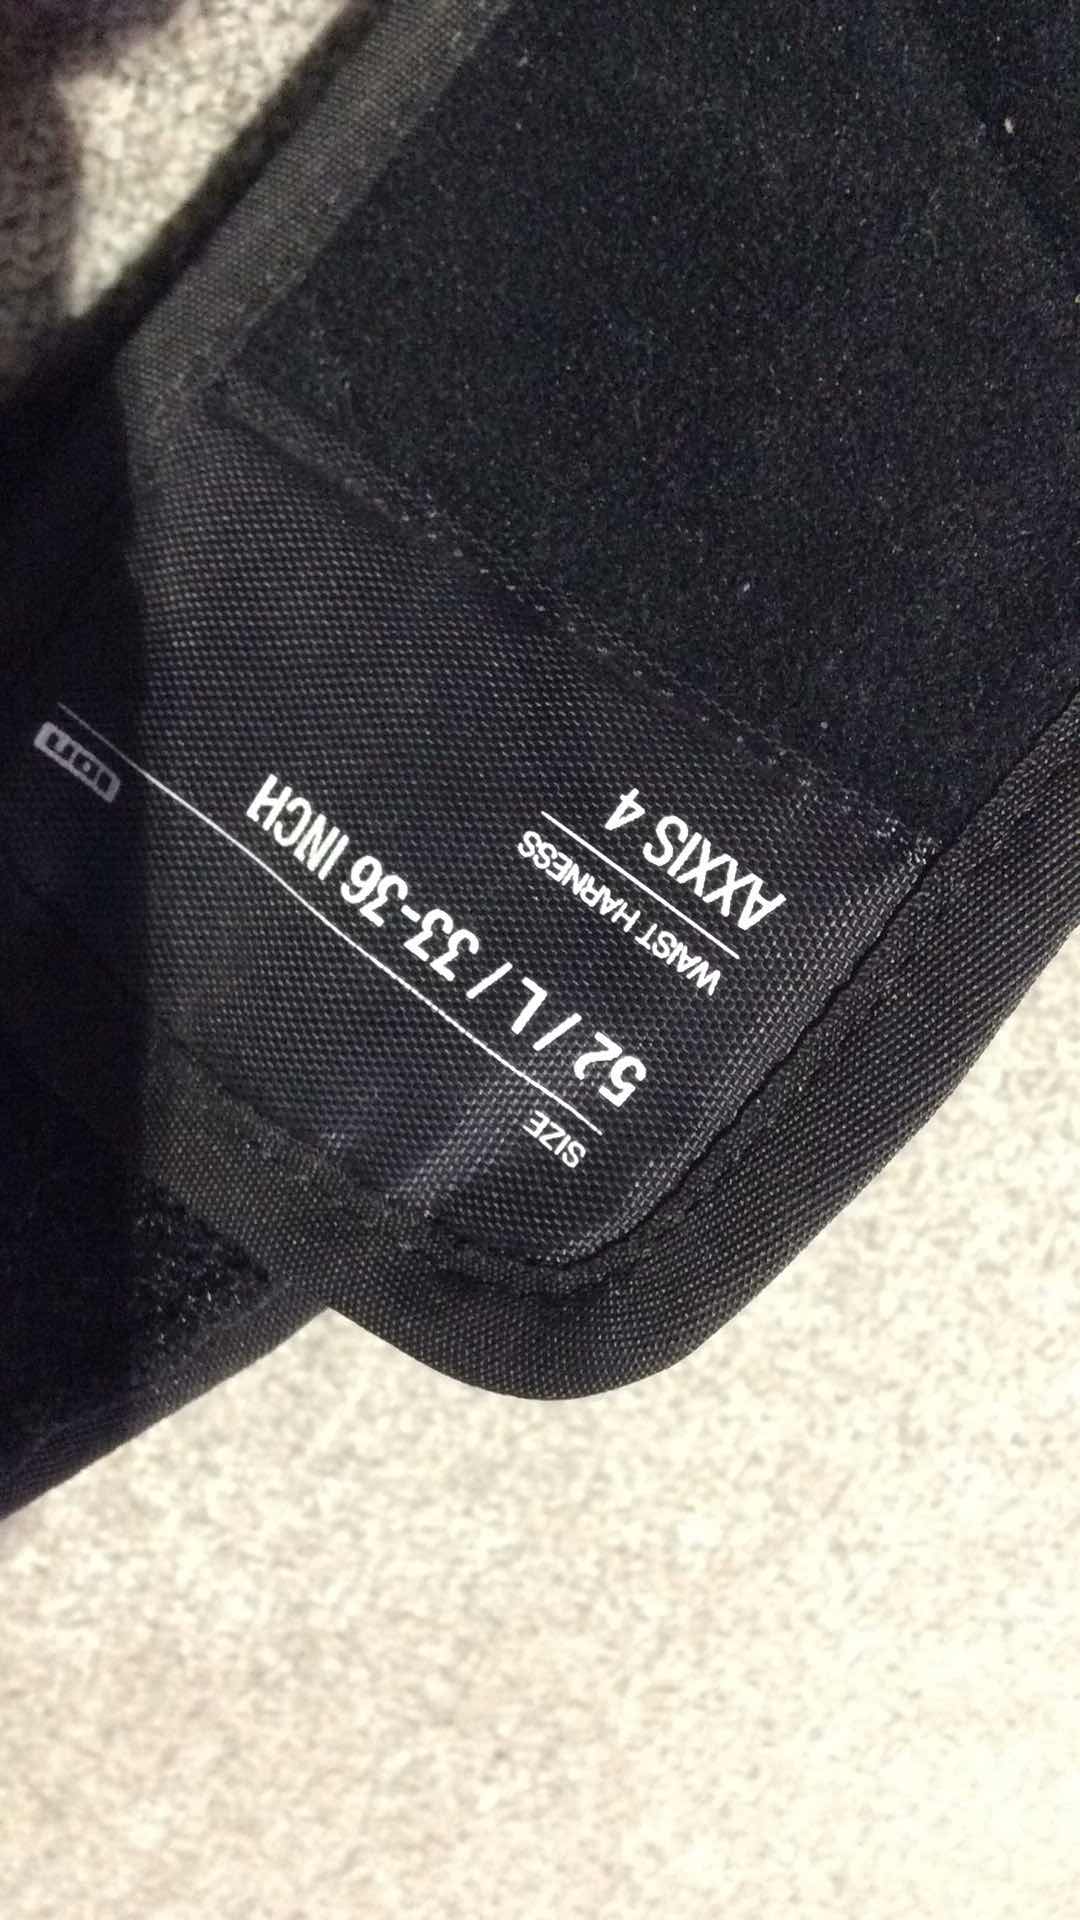 AXXIS 4
WAIST HARNESS
52 / L / 33-36 INCH
SIZE
ion